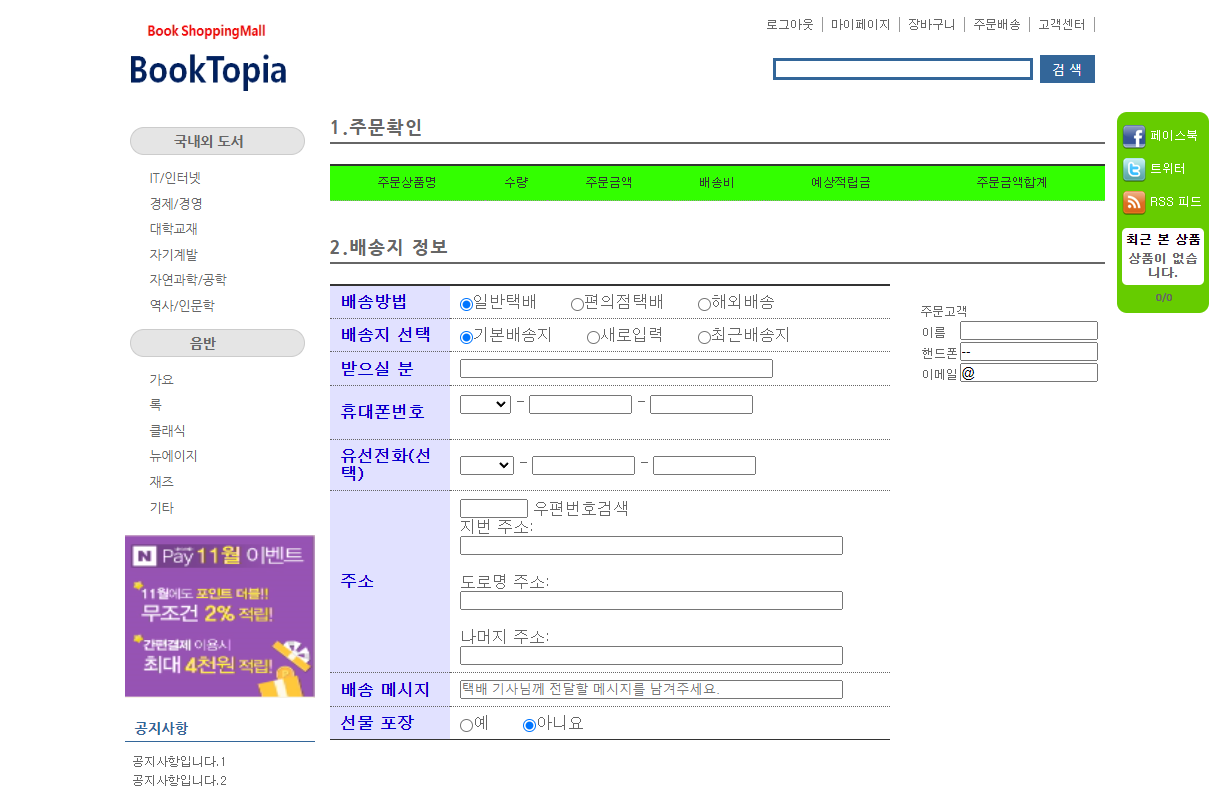 Book ShoppingMall
BookTopia
로그아웃 마이페이지 장바구니 주문배송 고객센터
검 색
국내외 도서
IT/인터넷
경제/경영
대학교재
자기계발
자연과학/공학
역사/인문학
음반
가요
록
클래식
뉴에이지
재즈
기타
N Pay 11월 이벤트
11월에도 포인트 더블!!
무조건 2% 적립!
간편결제 이용시
최대 4천원 적립!
공지사항
공지사항입니다.1
공지사항입니다.2
1.주문확인
주문상품명 수량 주문금액 배송비 예상적립금 주문금액합계
2.배송지 정보
배송방법 일반택배 편의점택배 해외배송
배송지 선택 기본배송지 새로입력 최근배송지
받으실 분
휴대폰번호 - -
유선전화(선
택) - -
주소
우편번호검색
지번 주소:
도로명 주소:
나머지 주소:
배송 메시지 택배 기사님께 전달할 메시지를 남겨주세요.
선물 포장 예 아니요
주문고객
이름
핸드폰 --
이메일 @
페이스북
트위터
RSS 피드
최근 본 상품
상품이 없습
니다.
0/0